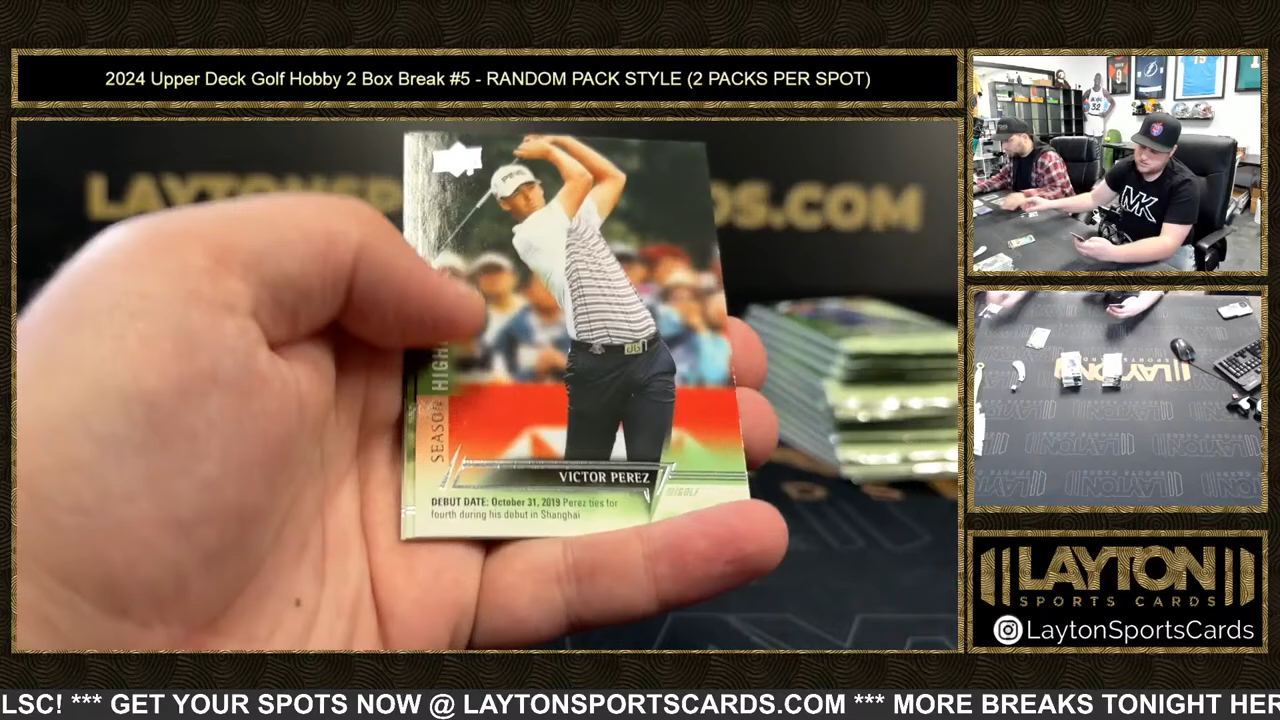 2024 Upper Deck Golf Hobby 2 Box Break #5 - RANDOM PACK STYLE (2 PACKS PER SPOT)
PING
SEASON HIGH
VICTOR PEREZ
DEBUT DATE: October 31, 2019 Perez ties for
fourth during his debut in Shanghai
LAYTON
LAYTON
SPORTS CARDS
LaytonSportsCards
LSC! *** GET YOUR SPOTS NOW @ LAYTONSPORTSCARDS.COM *** MORE BREAKS TONIGHT HER